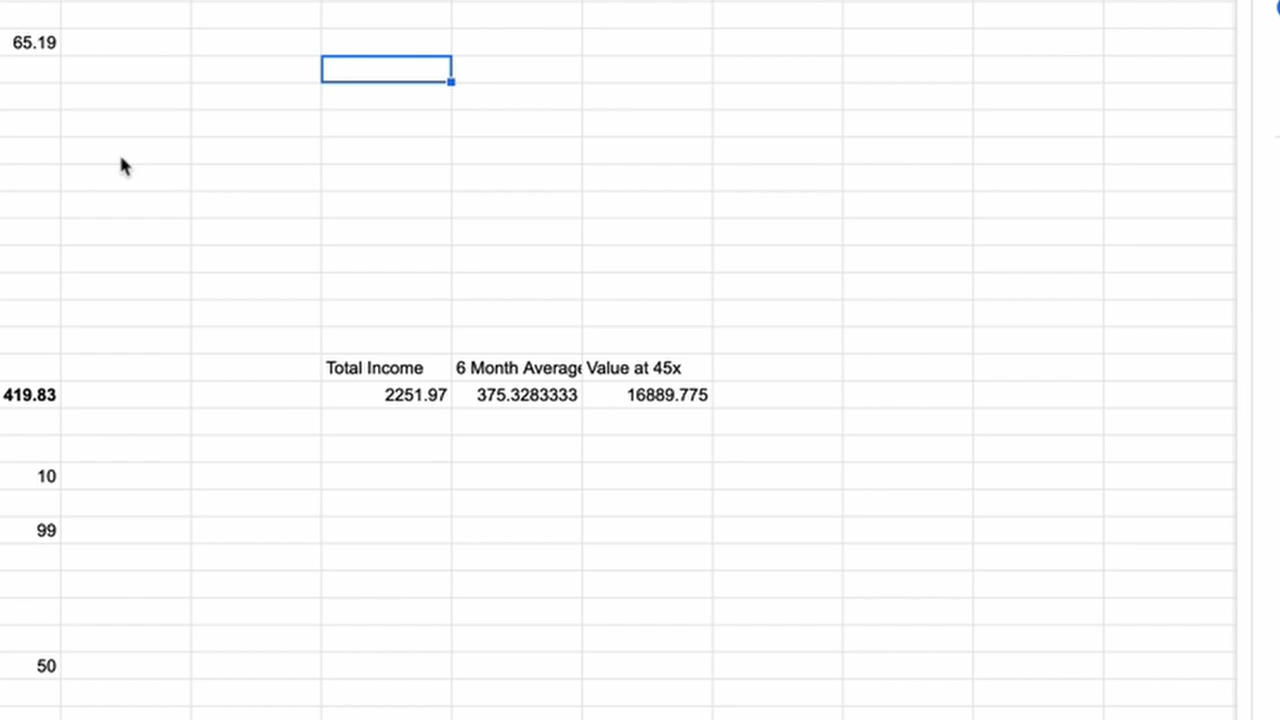 65.19
Total Income 6 Month Average Value at 45x
419.83 2251.97 375.3283333 16889.775
10
99
50